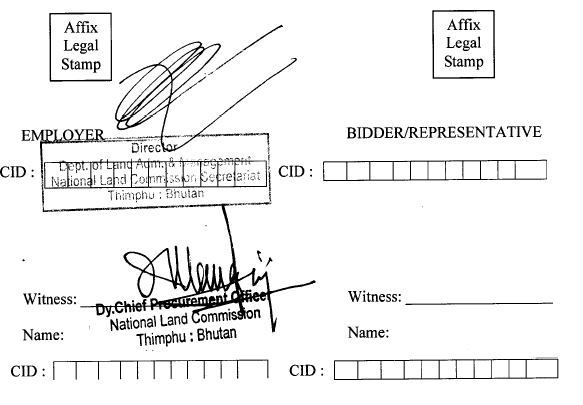 Affix
Legal
Stamp
Affix
Legal
Stamp
EMPLOYER
BIDDER/REPRESENTATIVE
Director
Dept. of Land Adm. & Management
National Land Commission Secretariat
Thimphu : Bhutan
CID :
CID :
Witness:
Dy.Chief Procurement Officer
National Land Commission
Thimphu : Bhutan
Name:
Witness:
Name:
CID :
CID :